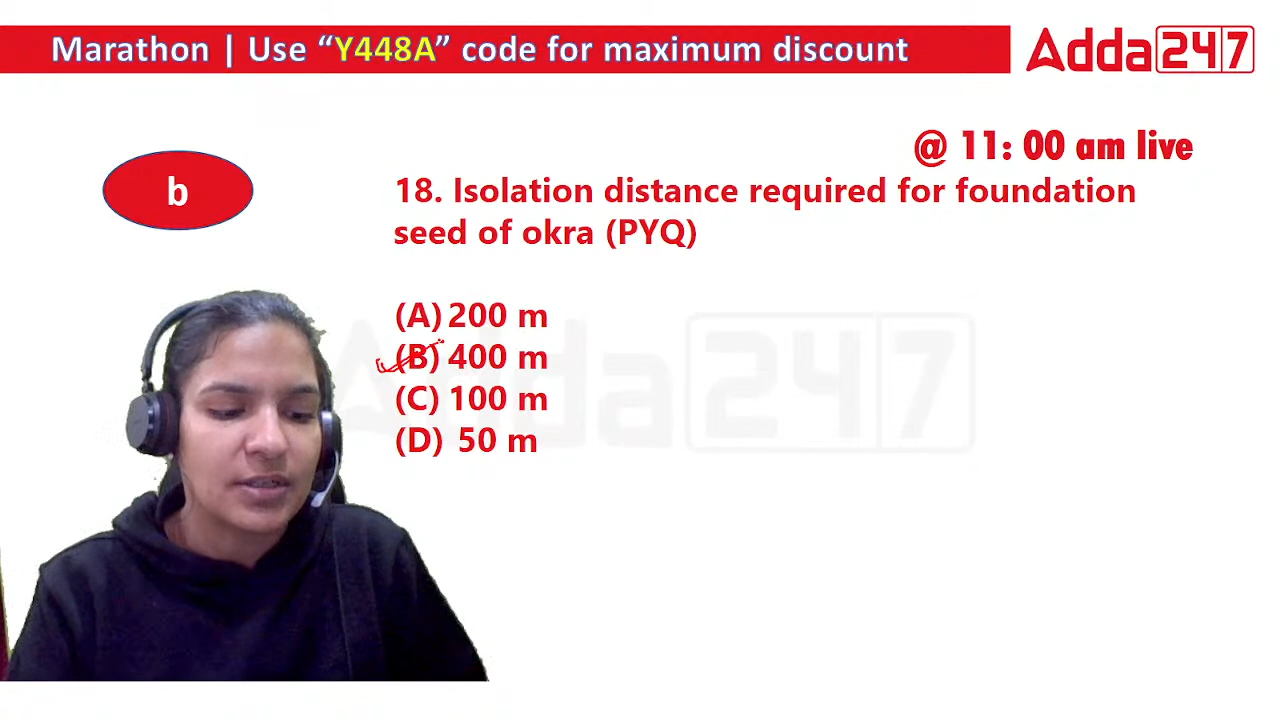 Marathon | Use “Y448A” code for maximum discount
Adda247
@ 11: 00 am live
b
18. Isolation distance required for foundation
seed of okra (PYQ)
(A) 200 m
(B) 400 m
(C) 100 m
(D) 50 m
Adda247